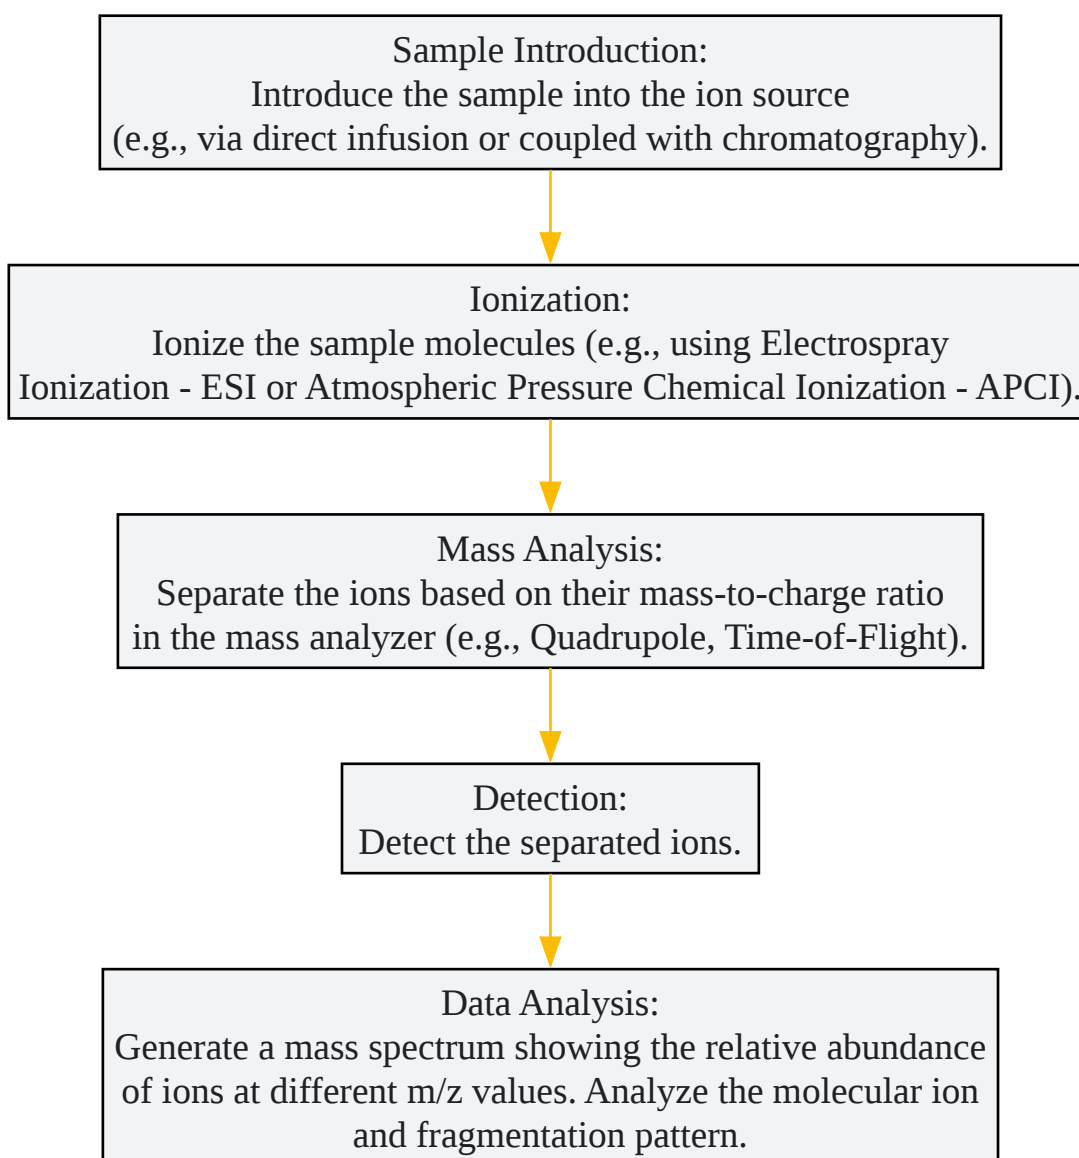 Sample Introduction:
Introduce the sample into the ion source
(e.g., via direct infusion or coupled with chromatography).
Ionization:
Ionize the sample molecules (e.g., using Electrospray
Ionization - ESI or Atmospheric Pressure Chemical Ionization - APCI).
Mass Analysis:
Separate the ions based on their mass-to-charge ratio
in the mass analyzer (e.g., Quadrupole, Time-of-Flight).
Detection:
Detect the separated ions.
Data Analysis:
Generate a mass spectrum showing the relative abundance
of ions at different m/z values. Analyze the molecular ion
and fragmentation pattern.